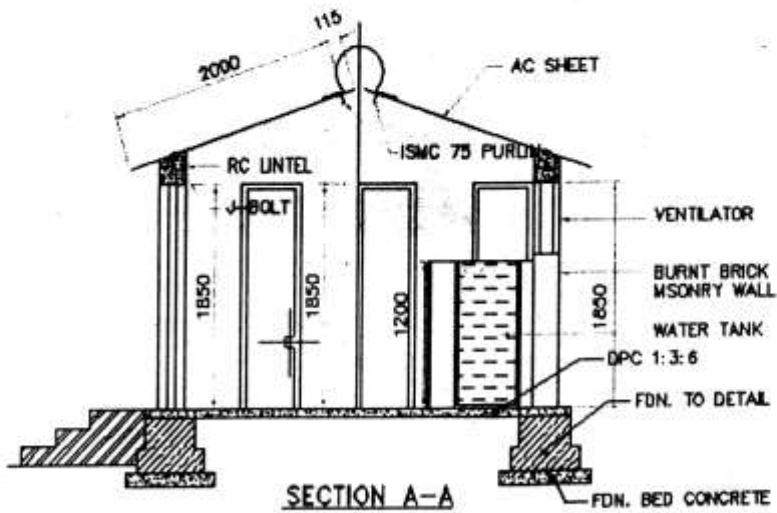 115
2000
AC SHEET
ISMC 75 PURLIN
RC LINTEL
J-BOLT
VENTILATOR
BURNT BRICK
MSONRY WALL
1850
1850
1200
1850
WATER TANK
DPC 1:3:6
FDN. TO DETAIL
SECTION A-A
FDN. BED CONCRETE